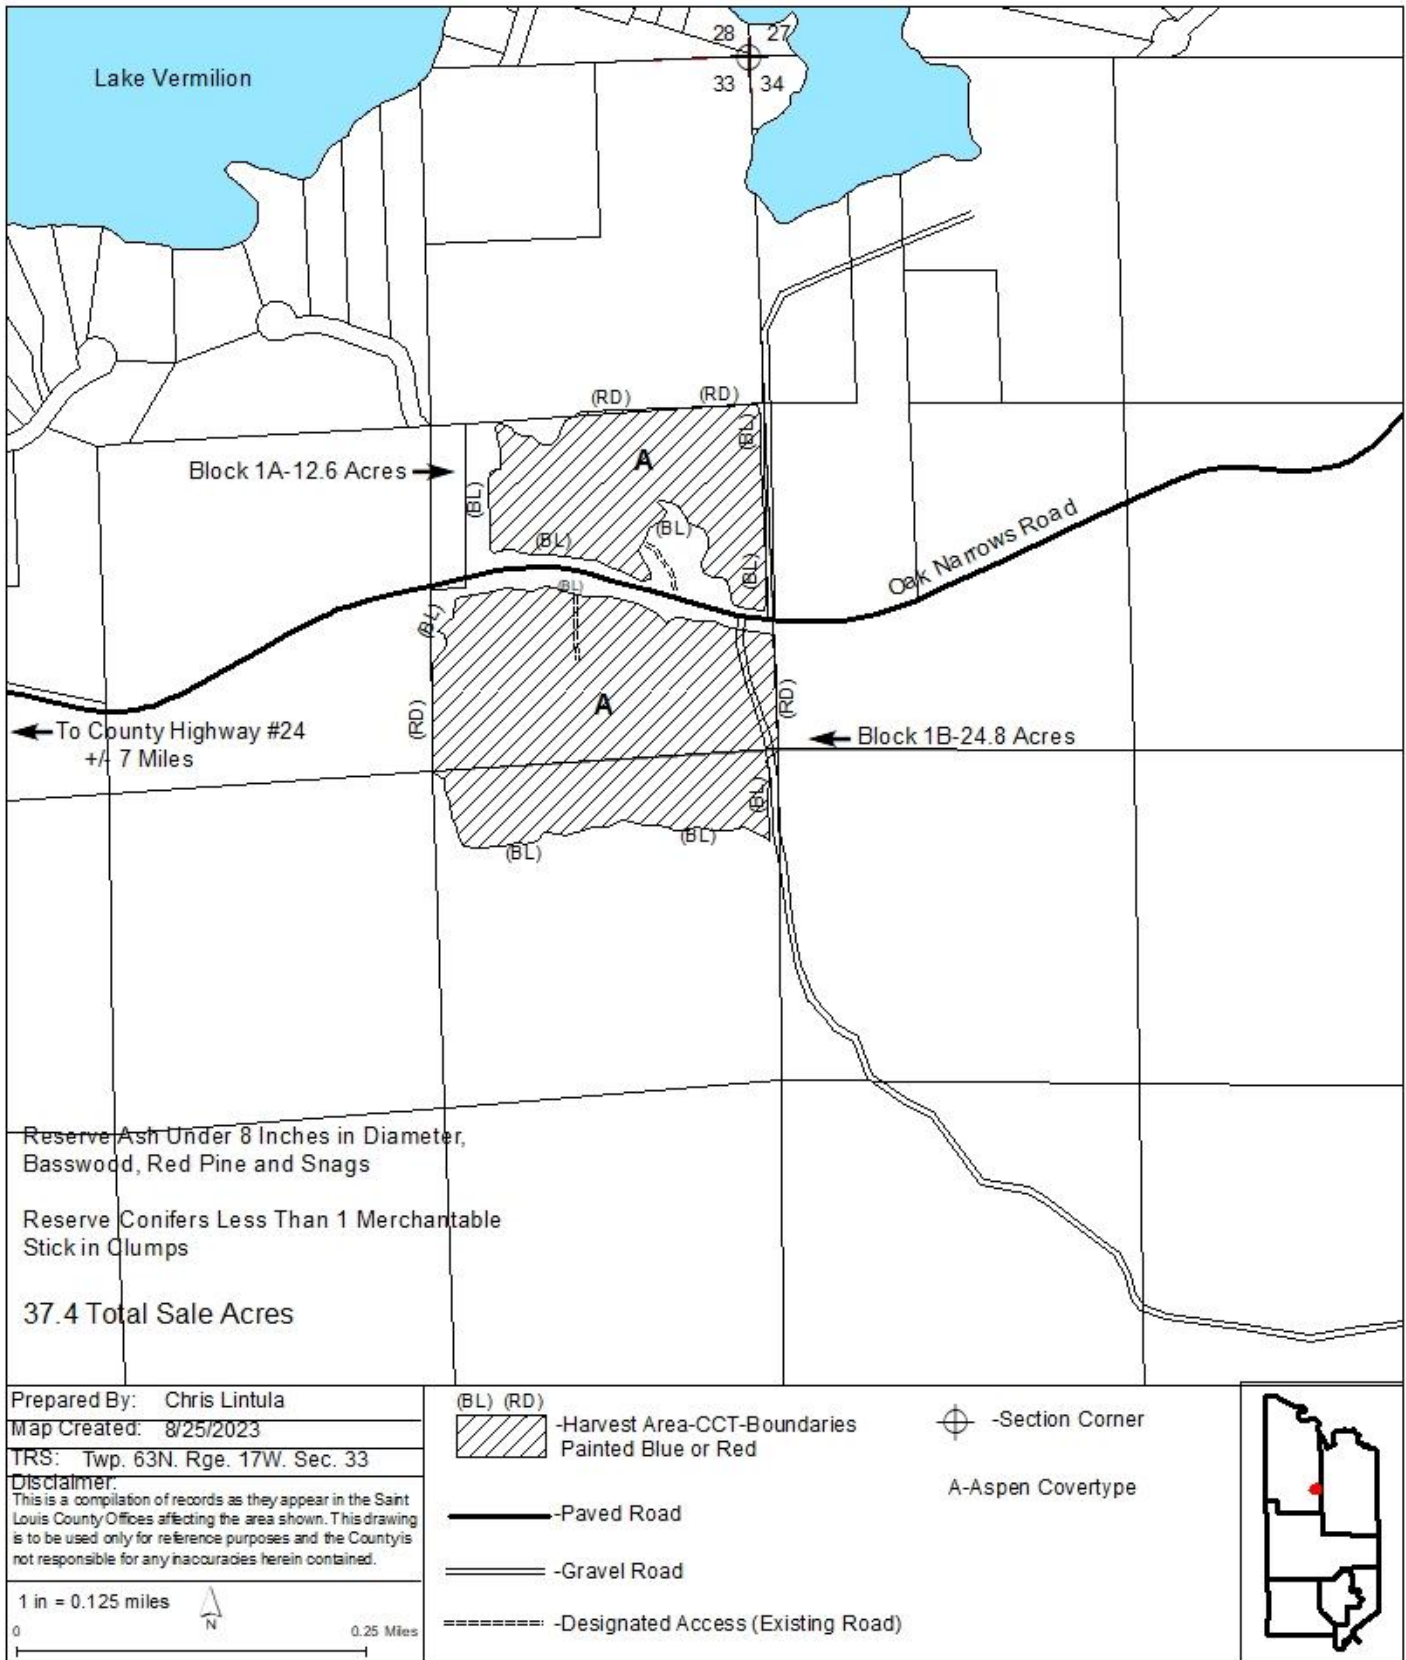 28 27
Lake Vermilion
33 34
(RD)
(RD)
(BL)
A
Block 1A-12.6 Acres
(BL)
(BL)
(BL)
(BL)
(BL)
Oak Narrows Road
(BL)
A
(RD)
(RD)
To County Highway #24
+/- 7 Miles
Block 1B-24.8 Acres
(BL)
(BL)
(BL)
Reserve Ash Under 8 Inches in Diameter,
Basswood, Red Pine and Snags
Reserve Conifers Less Than 1 Merchantable
Stick in Clumps
37.4 Total Sale Acres
Prepared By: Chris Lintula
Map Created: 8/25/2023
TRS: Twp. 63N. Rge. 17W. Sec. 33
Disclaimer:
This is a compilation of records as they appear in the Saint
Louis County Offices affecting the area shown. This drawing
is to be used only for reference purposes and the County is
not responsible for any inaccuracies herein contained.
1 in = 0.125 miles
N
0 0.25 Miles
(BL) (RD)
-Harvest Area-CCT-Boundaries
Painted Blue or Red
-Paved Road
-Gravel Road
-Designated Access (Existing Road)
-Section Corner
A-Aspen Covertype